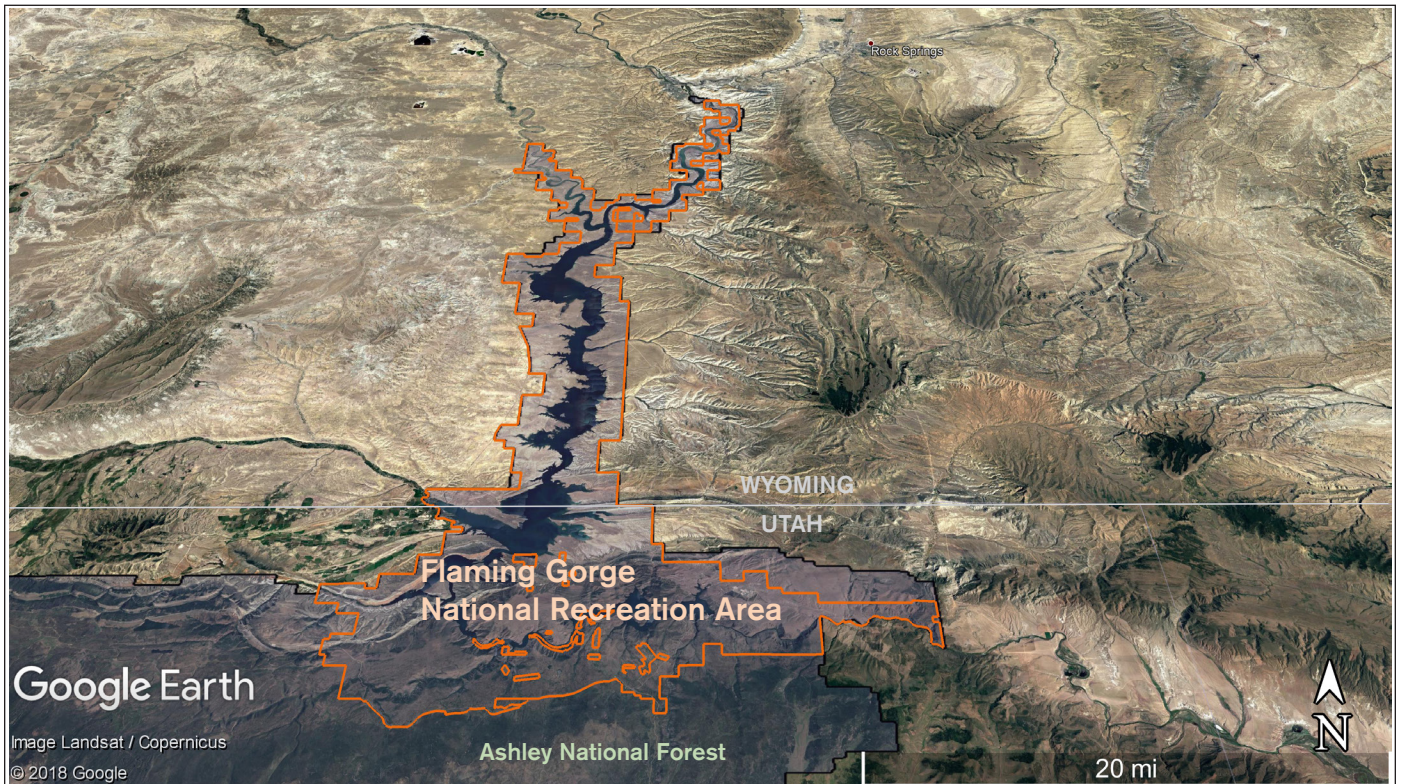 Rock Springs
WYOMING
UTAH
Flaming Gorge
National Recreation Area
Google Earth
Image Landsat / Copernicus
© 2018 Google
Ashley National Forest
N
20 mi